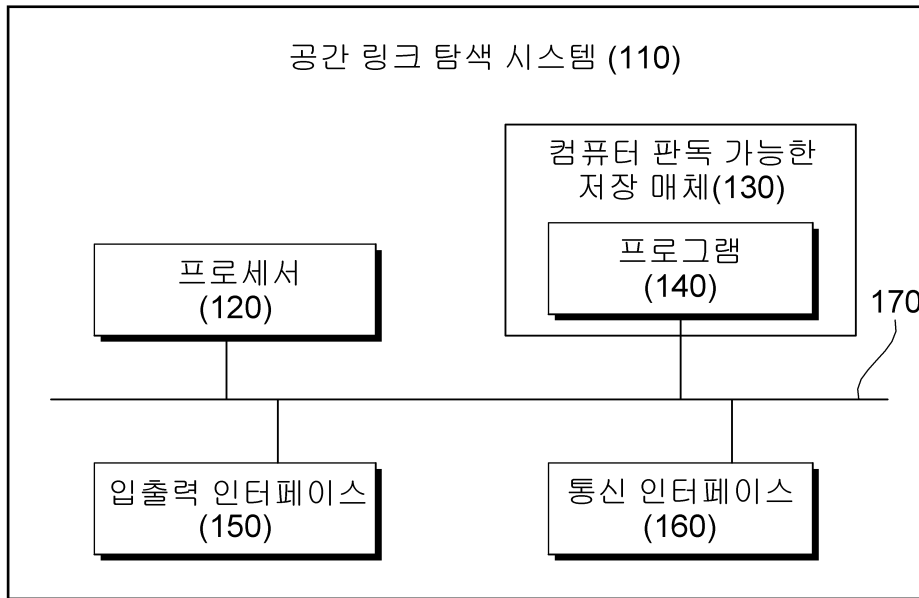 공간 링크 탐색 시스템 (110)
컴퓨터 판독 가능한
저장 매체(130)
프로세서
(120)
프로그램
(140)
170
입출력 인터페이스
(150)
통신 인터페이스
(160)